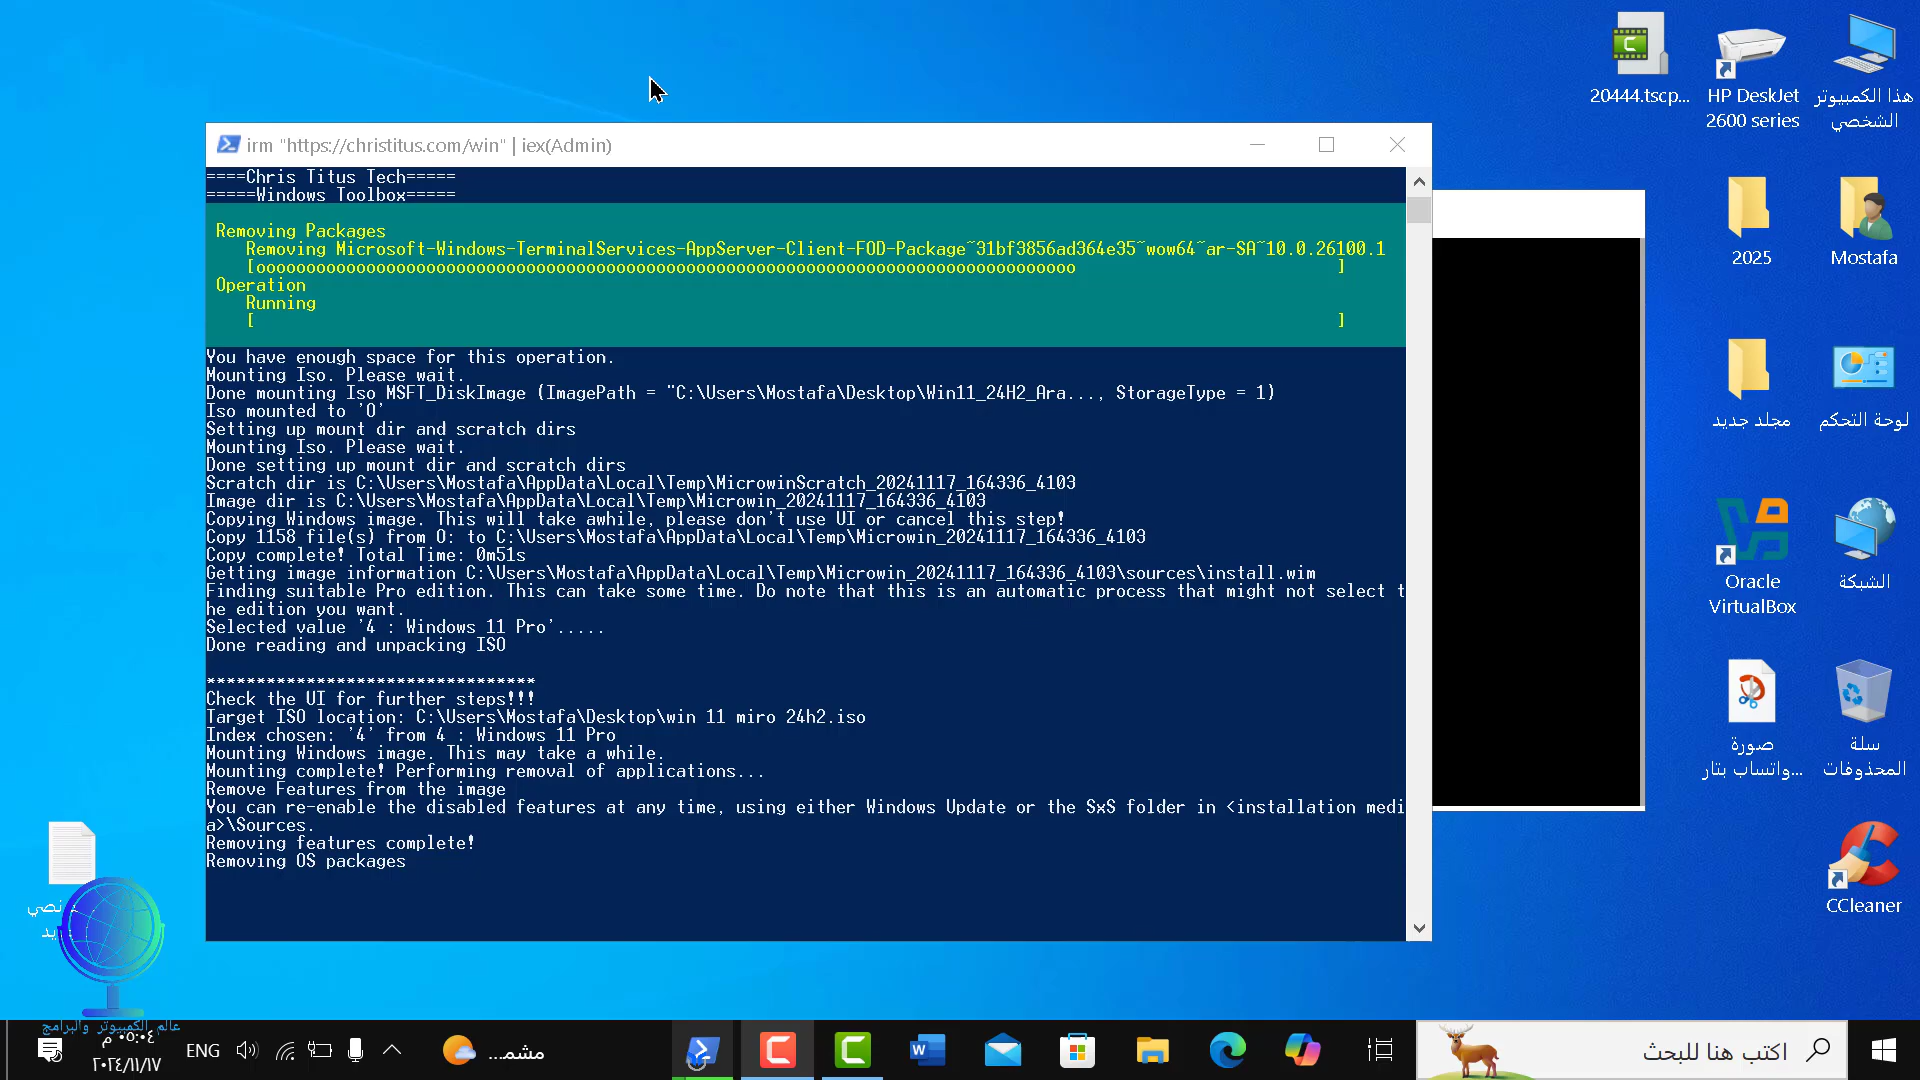 irm "https://christitus.com/win" | iex(Admin)
====Chris Titus Tech=====
=====Windows Toolbox=====
Removing Packages
Removing Microsoft-Windows-TerminalServices-AppServer-Client-FOD-Package~31bf3856ad364e35~wow64~ar-SA~10.0.26100.1
[oooooooooooooooooooooooooooooooooooooooooooooooooooooooooooooooooooooooooooooooooo ]
Operation
Running
[ ]
You have enough space for this operation.
Mounting Iso. Please wait.
Done mounting Iso MSFT_DiskImage (ImagePath = "C:\Users\Mostafa\Desktop\Win11_24H2_Ara..., StorageType = 1)
Iso mounted to 'O'
Setting up mount dir and scratch dirs
Mounting Iso. Please wait.
Done setting up mount dir and scratch dirs
Scratch dir is C:\Users\Mostafa\AppData\Local\Temp\MicrowinScratch_20241117_164336_4103
Image dir is C:\Users\Mostafa\AppData\Local\Temp\Microwin_20241117_164336_4103
Copying Windows image. This will take awhile, please don't use UI or cancel this step!
Copy 1158 file(s) from O: to C:\Users\Mostafa\AppData\Local\Temp\Microwin_20241117_164336_4103
Copy complete! Total Time: 0m51s
Getting image information C:\Users\Mostafa\AppData\Local\Temp\Microwin_20241117_164336_4103\sources\install.wim
Finding suitable Pro edition. This can take some time. Do note that this is an automatic process that might not select t
he edition you want.
Selected value '4 : Windows 11 Pro'.....
Done reading and unpacking ISO
*********************************
Check the UI for further steps!!!
Target ISO location: C:\Users\Mostafa\Desktop\win 11 miro 24h2.iso
Index chosen: '4' from 4 : Windows 11 Pro
Mounting Windows image. This may take a while.
Mounting complete! Performing removal of applications...
Remove Features from the image
You can re-enable the disabled features at any time, using either Windows Update or the SxS folder in <installation medi
a>\Sources.
Removing features complete!
Removing OS packages
هذا الكمبيوتر
الشخصي
HP DeskJet
2600 series
20444.tscp...
Mostafa
2025
لوحة التحكم
مجلد جديد
الشبكة
Oracle
VirtualBox
سلة
المحذوفات
صورة
واتساب بتار...
CCleaner
نصي
عالم الكمبيوتر والبرامج
اكتب هنا للبحث
مشمـ...
ENG
٠٥:٠٤ م
٢٠٢٤/١١/١٧